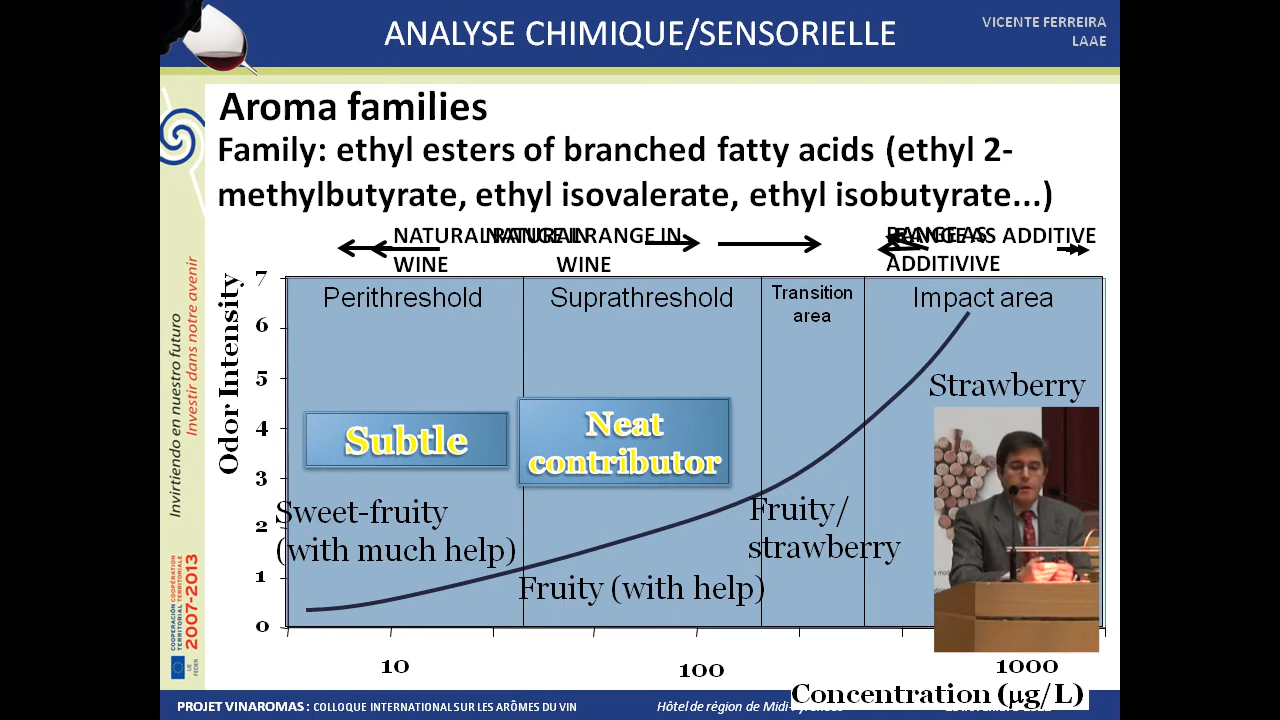 ANALYSE CHIMIQUE/SENSORIELLE
VICENTE FERREIRA
LAAE
Aroma families
Family: ethyl esters of branched fatty acids (ethyl 2-
methylbutyrate, ethyl isovalerate, ethyl isobutyrate...)
NATURAL RANGE IN
WINE
NATURAL RANGE IN
WINE
RANGE AS ADDITIVE
RANGE AS
ADDITIVIVE
Perithreshold
Suprathreshold
Transition
area
Impact area
Odor Intensity
7
6
5
4
3
2
1
0
Strawberry
Subtle
Neat
contributor
Sweet-fruity
(with much help)
Fruity/
strawberry
Fruity (with help)
10
100
1000
Concentration (µg/L)
Invirtiendo en nuestro futuro
Investir dans notre avenir
COOPERACIÓN TERRITORIAL
COOPÉRATION TERRITORIALE
2007-2013
UE
FEDER
PROJET VINAROMAS : COLLOQUE INTERNATIONAL SUR LES ARÔMES DU VIN
Hôtel de région de Midi-Pyrénées